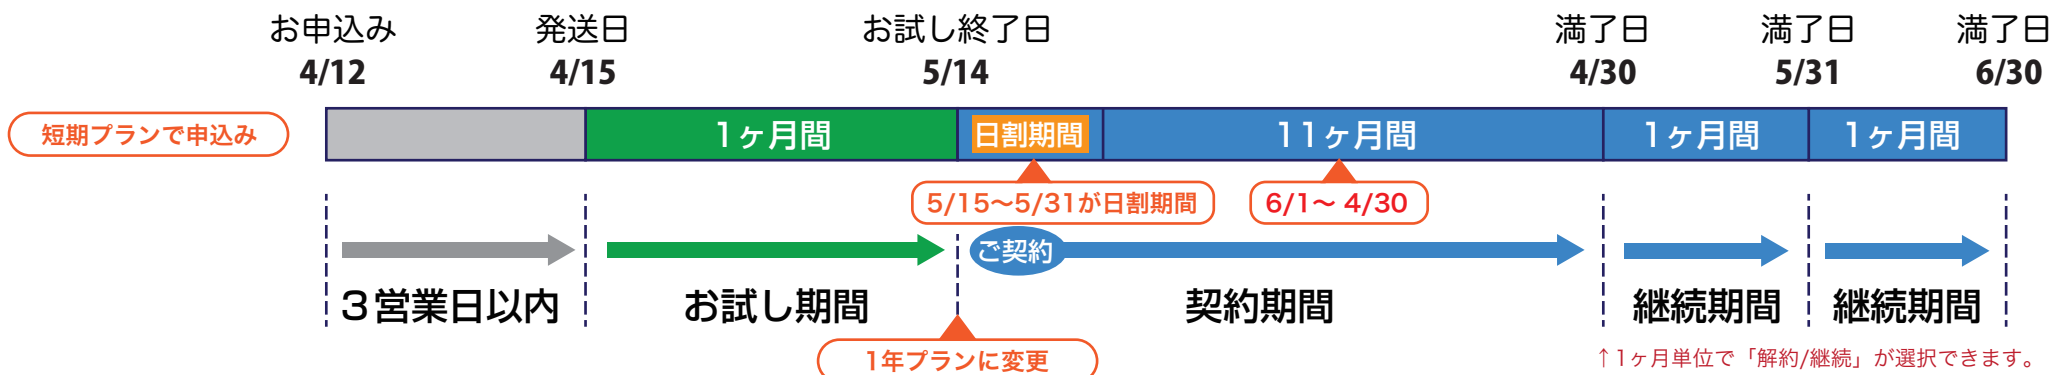 お申込み
4/12
発送日
4/15
お試し終了日
5/14
満了日
4/30
満了日
5/31
満了日
6/30
短期プランで申込み
1ヶ月間
日割期間
11ヶ月間
1ヶ月間
1ヶ月間
5/15～5/31が日割期間
6/1～ 4/30
ご契約
3営業日以内
お試し期間
契約期間
継続期間
継続期間
1年プランに変更
↑1ヶ月単位で「解約/継続」が選択できます。